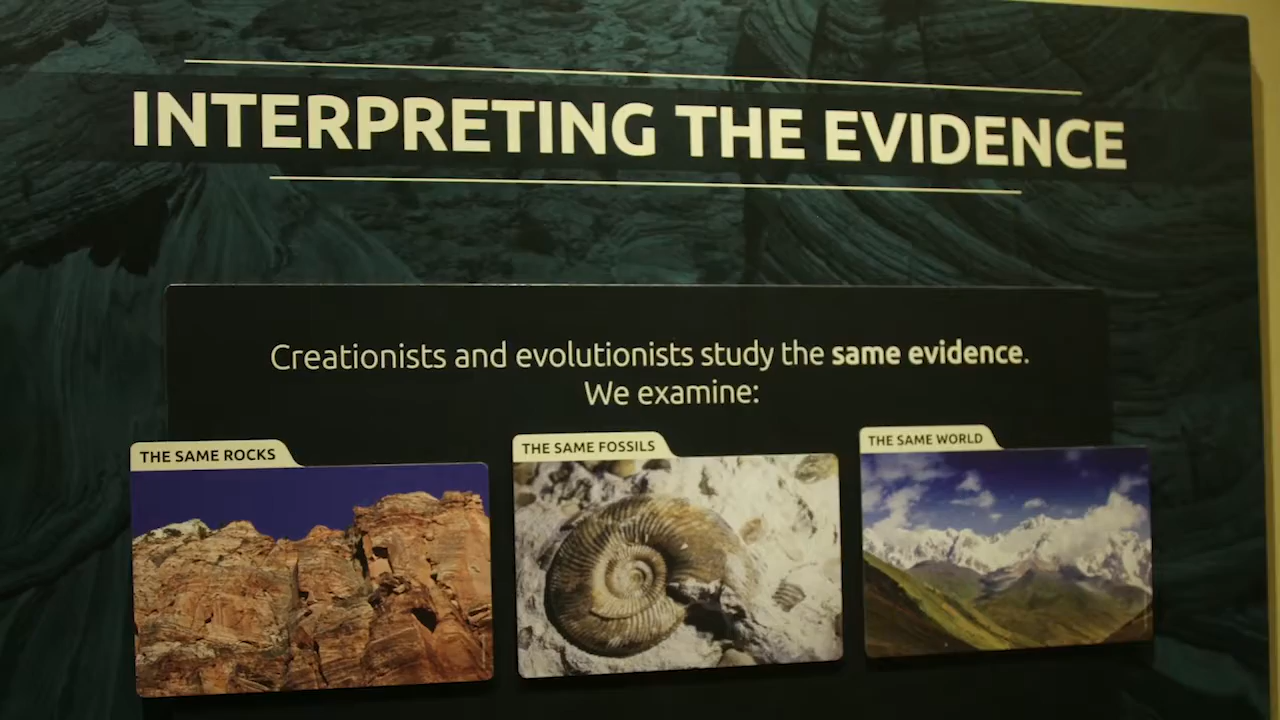 INTERPRETING THE EVIDENCE
Creationists and evolutionists study the same evidence.
We examine:
THE SAME ROCKS
THE SAME FOSSILS
THE SAME WORLD